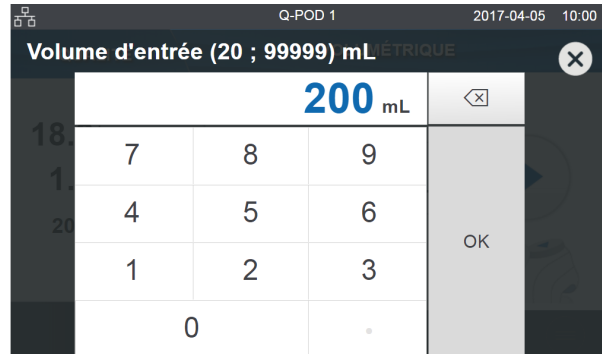 Q-POD 1 2017-04-05 10:00
Volume d'entrée (20 ; 99999) mL
200 mL
7 8 9
4 5 6
OK
1 2 3
0 .